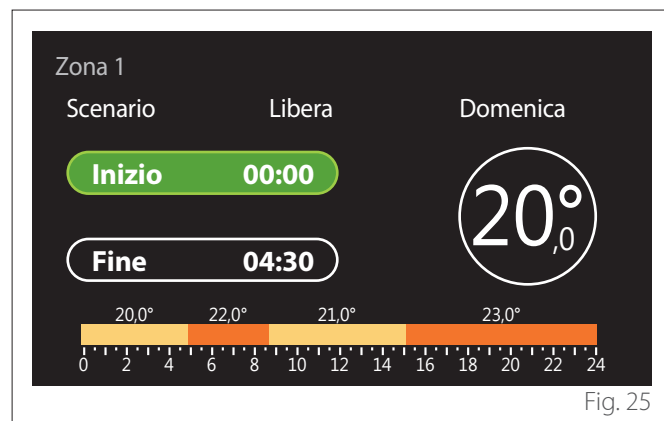 Zona 1
Scenario Libera Domenica
Inizio 00:00
20°,0
Fine 04:30
20,0° 22,0° 21,0° 23,0°
0 2 4 6 8 10 12 14 16 18 20 22 24
Fig. 25